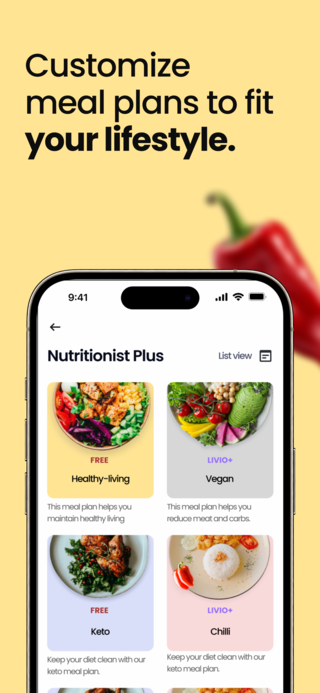 Customize
meal plans to fit
your lifestyle.
9:41
Nutritionist Plus
List view
FREE
Healthy-living
This meal plan helps you
maintain healthy living
LIVIO+
Vegan
This meal plan helps you
reduce meat and carbs.
FREE
Keto
Keep your diet clean with our
keto meal plan.
LIVIO+
Chilli
Keep your diet clean with our
keto meal plan.